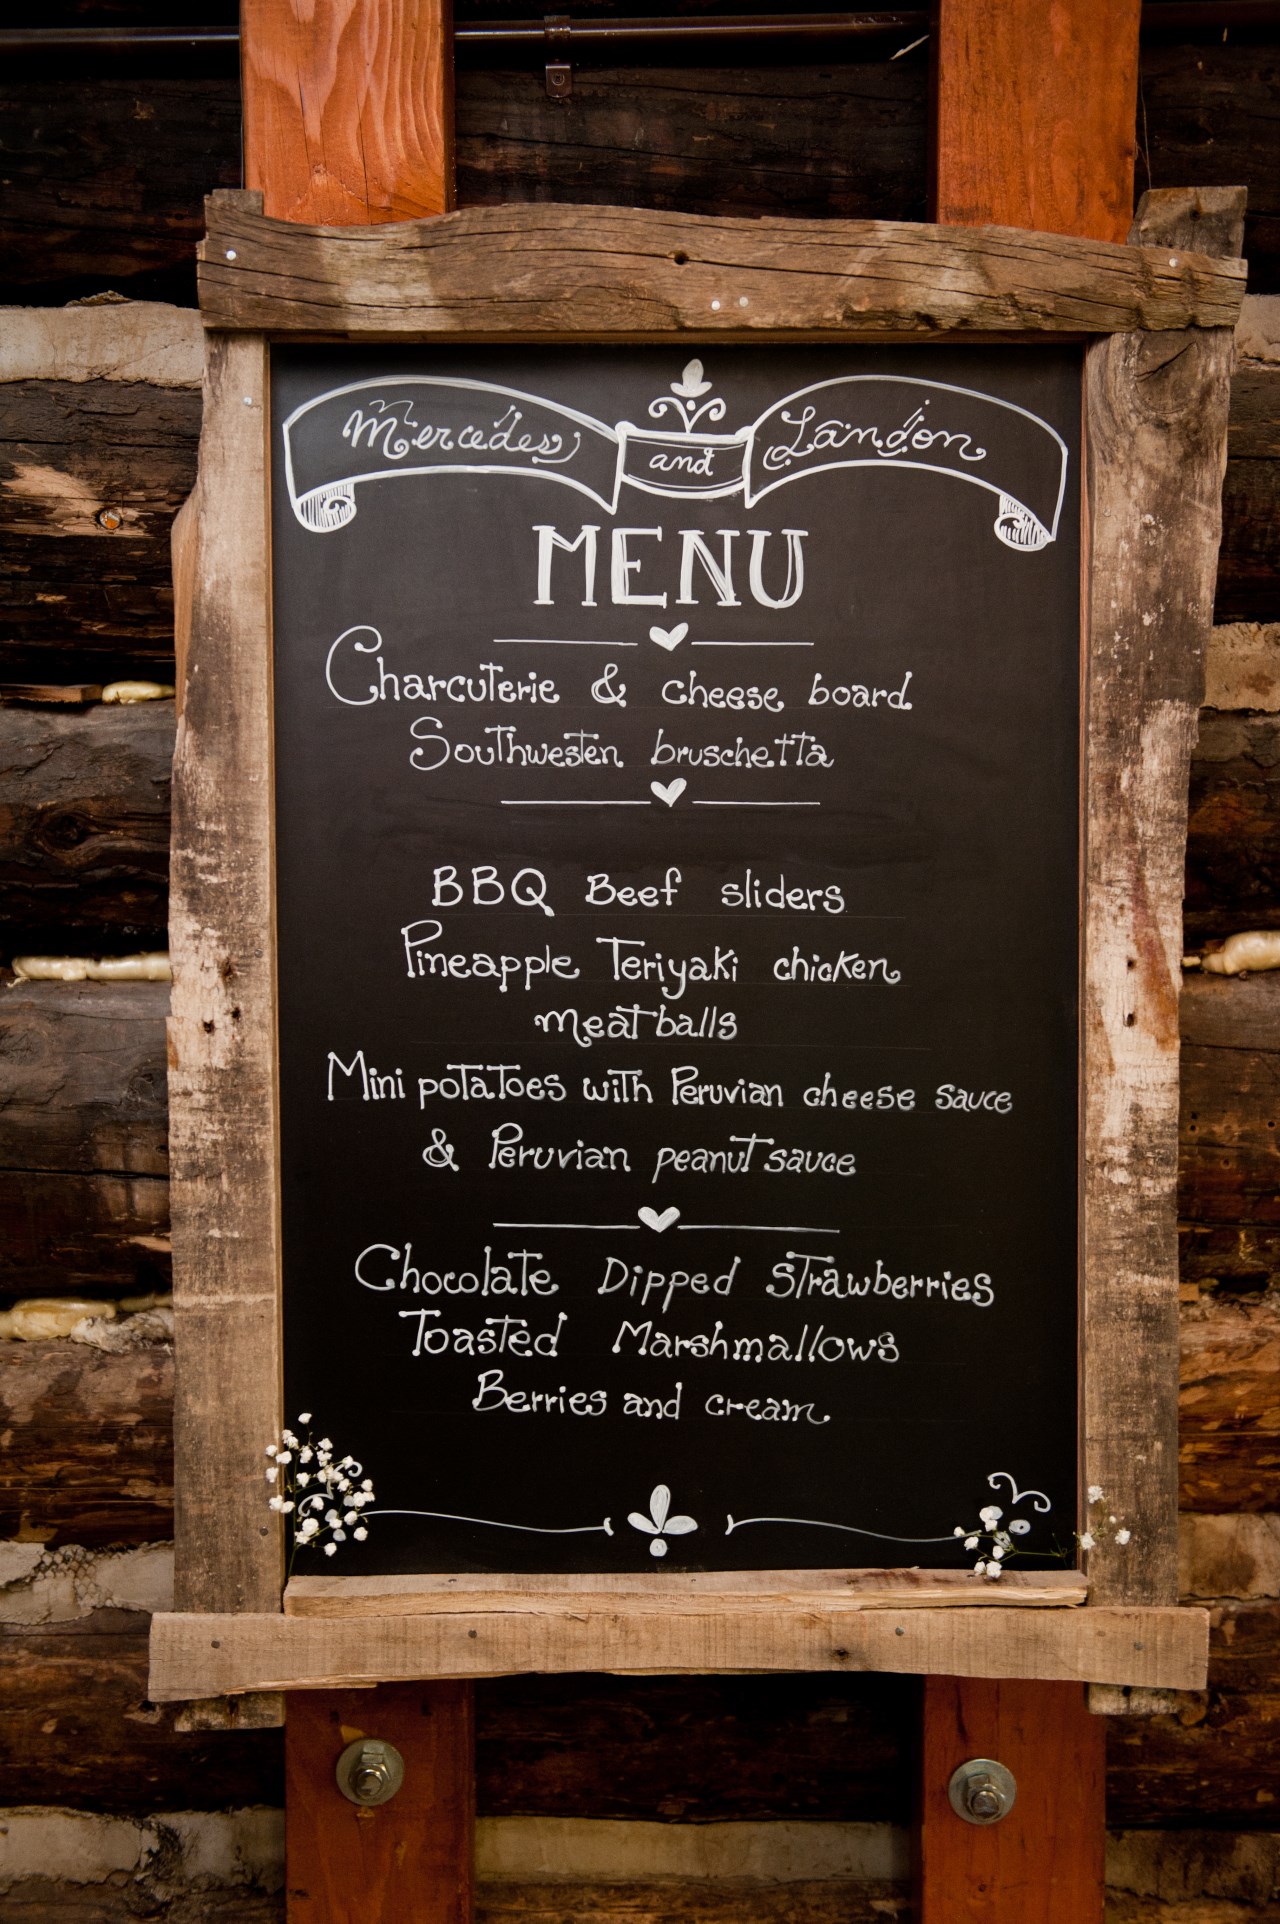 Mercedes and Landon
MENU
Charcuterie & cheese board
Southwesten bruschetta
BBQ Beef sliders
Pineapple Teriyaki chicken
meatballs
Mini potatoes with Peruvian cheese sauce
& Peruvian peanut sauce
Chocolate Dipped Strawberries
Toasted Marshmallows
Berries and cream